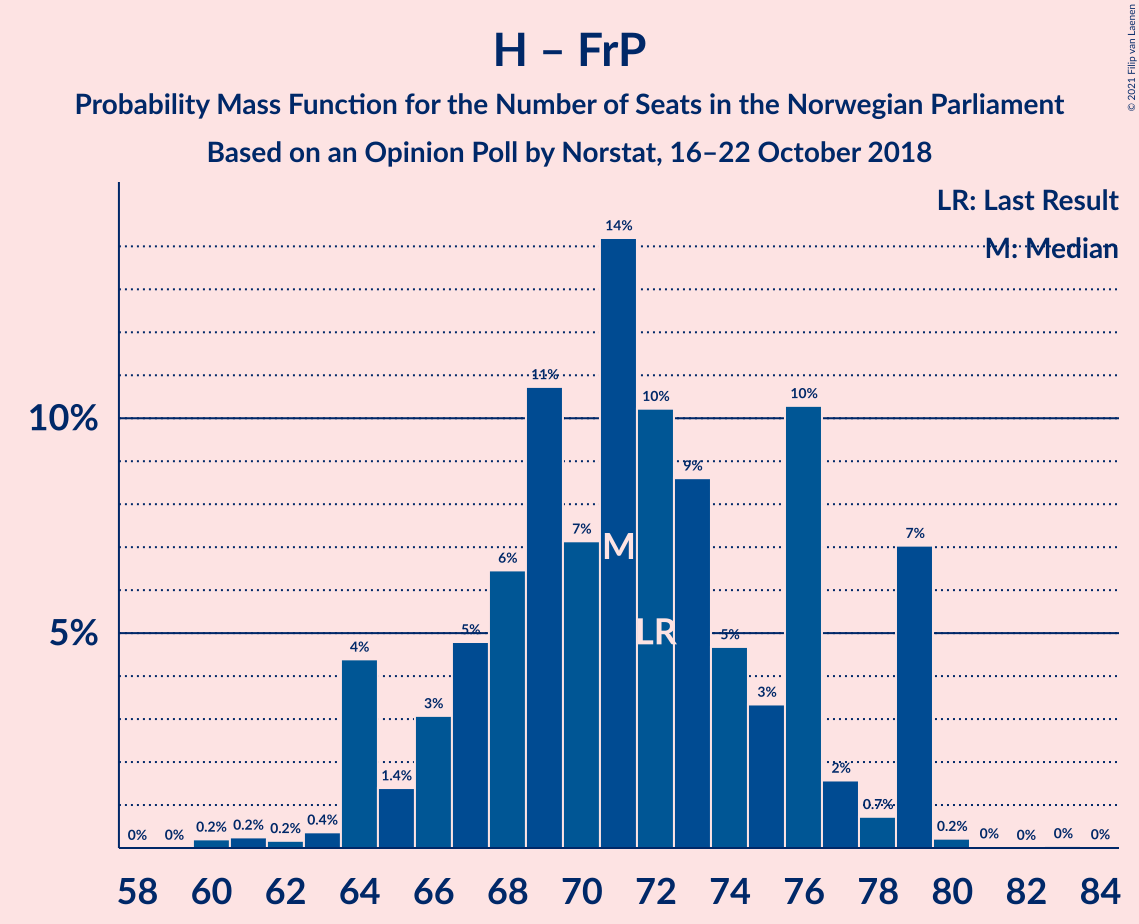 H – FrP
Probability Mass Function for the Number of Seats in the Norwegian Parliament
Based on an Opinion Poll by Norstat, 16–22 October 2018
© 2021 Filip van Laenen
LR: Last Result
M: Median
10%
5%
0% 0% 0.2% 0.2% 0.2% 0.4% 4% 1.4% 3% 5% 6% 11% 7% 14% 10% 9% 5% 3% 10% 2% 0.7% 7% 0.2% 0% 0% 0% 0%
M
LR
58 60 62 64 66 68 70 72 74 76 78 80 82 84